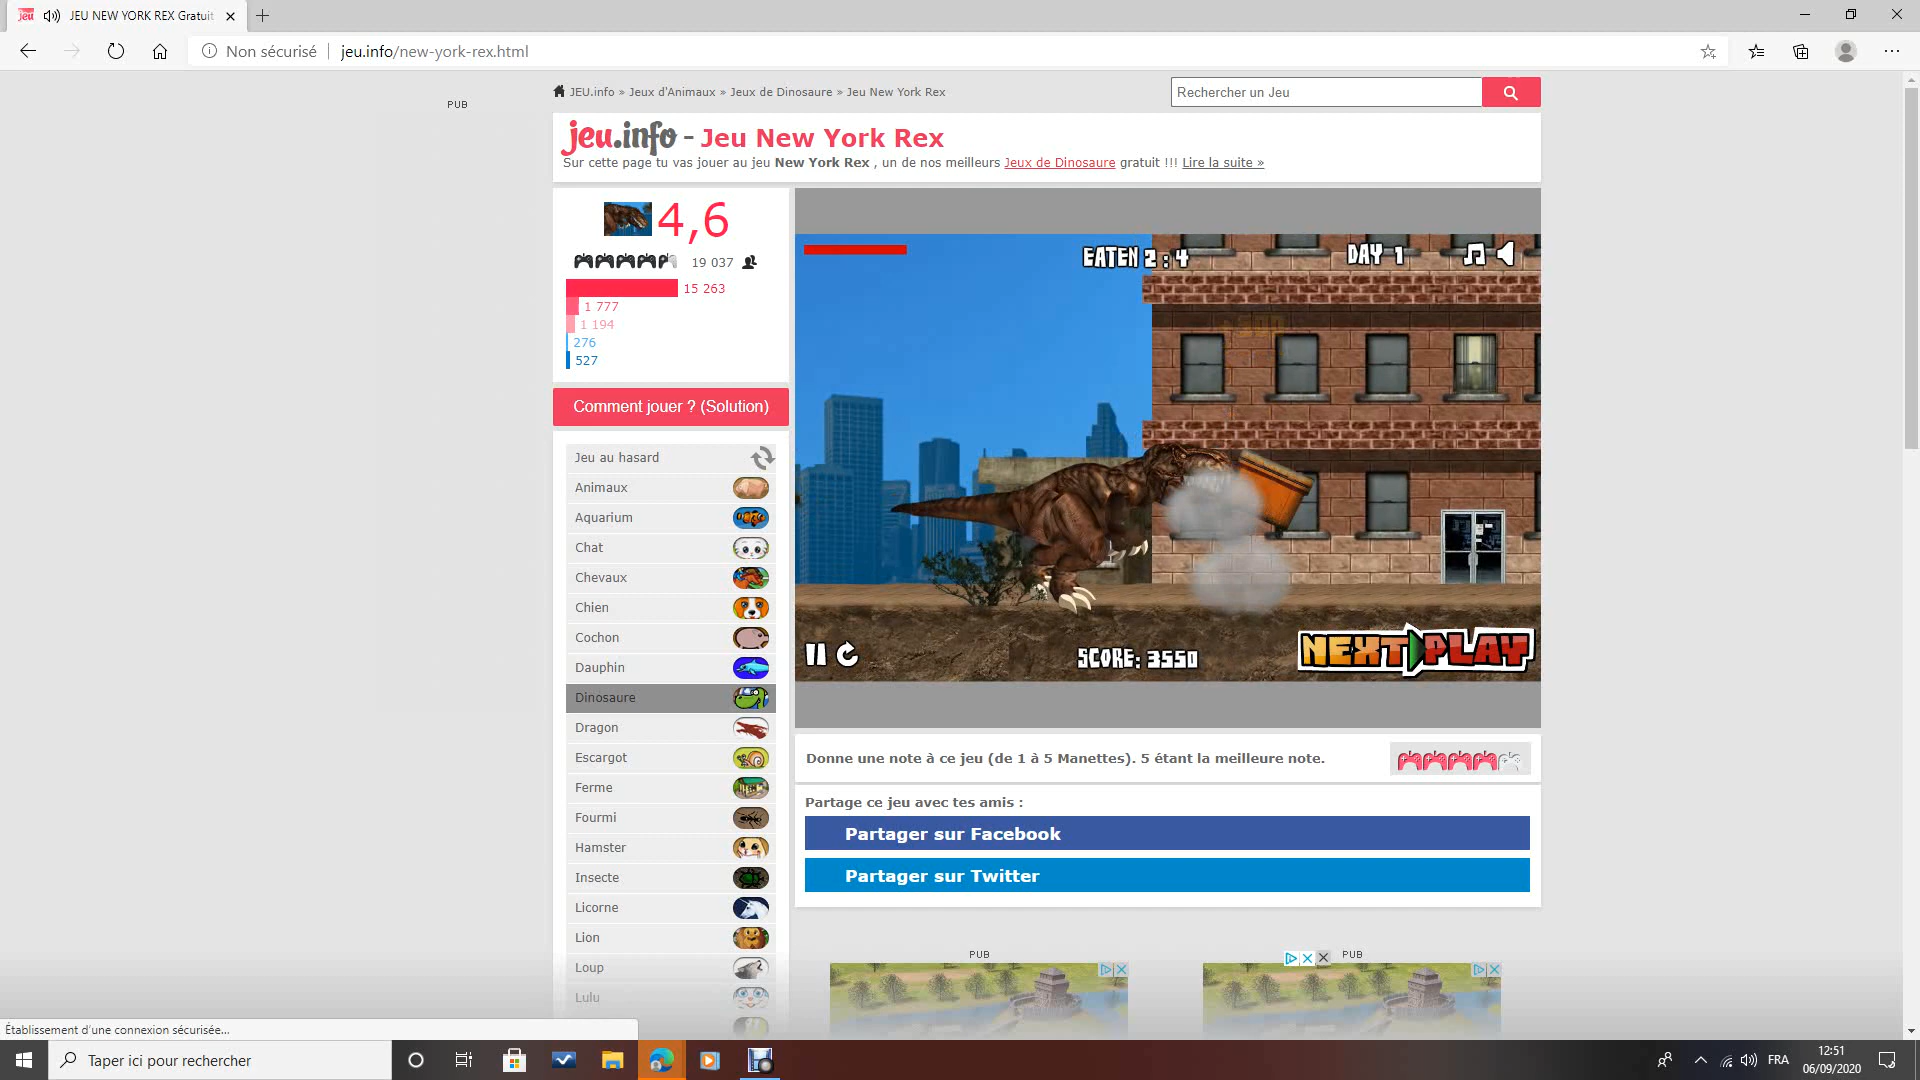 jeu JEU NEW YORK REX Gratuit
Non sécurisé jeu.info/new-york-rex.html
PUB
JEU.info » Jeux d'Animaux » Jeux de Dinosaure » Jeu New York Rex
Rechercher un Jeu
jeu.info - Jeu New York Rex
Sur cette page tu vas jouer au jeu New York Rex , un de nos meilleurs Jeux de Dinosaure gratuit !!! Lire la suite »
4,6
19 037
15 263
1 777
1 194
276
527
Comment jouer ? (Solution)
Jeu au hasard
Animaux
Aquarium
Chat
Chevaux
Chien
Cochon
Dauphin
Dinosaure
Dragon
Escargot
Ferme
Fourmi
Hamster
Insecte
Licorne
Lion
Loup
Lulu
EATEN 2 : 4
DAY 1
SCORE: 3550
NEXT PLAY
Donne une note à ce jeu (de 1 à 5 Manettes). 5 étant la meilleure note.
Partage ce jeu avec tes amis :
Partager sur Facebook
Partager sur Twitter
PUB
PUB
Établissement d'une connexion sécurisée...
Taper ici pour rechercher
FRA
12:51
06/09/2020